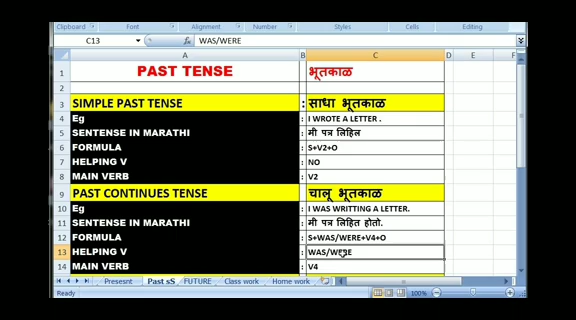 Clipboard Font Alignment Number Styles Cells Editing
C13 fx WAS/WERE
A B C D E F
1 PAST TENSE भूतकाळ
2
3 SIMPLE PAST TENSE : साधा भूतकाळ
4 Eg : I WROTE A LETTER .
5 SENTENSE IN MARATHI : मी पत्र लिहिल
6 FORMULA : S+V2+O
7 HELPING V : NO
8 MAIN VERB : V2
9 PAST CONTINUES TENSE : चालू भूतकाळ
10 Eg : I WAS WRITTING A LETTER.
11 SENTENSE IN MARATHI : मी पत्र लिहित होतो.
12 FORMULA : S+WAS/WERE+V4+O
13 HELPING V : WAS/WERE
14 MAIN VERB : V4
Presesnt Past sS FUTURE Class work Home work
Ready 100%